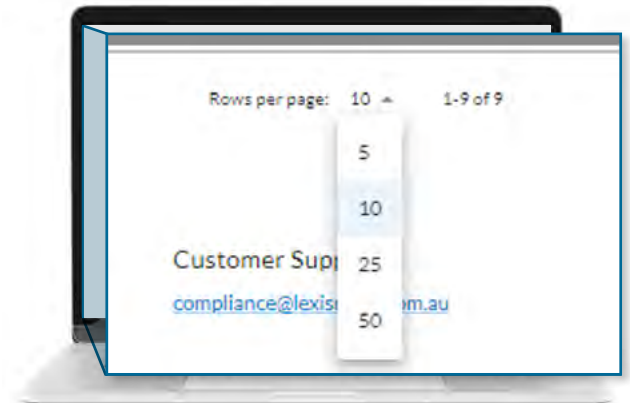 Rows per page: 10 1-9 of 9
5
10
Customer Supp 25
compliance@lexis om.au
50